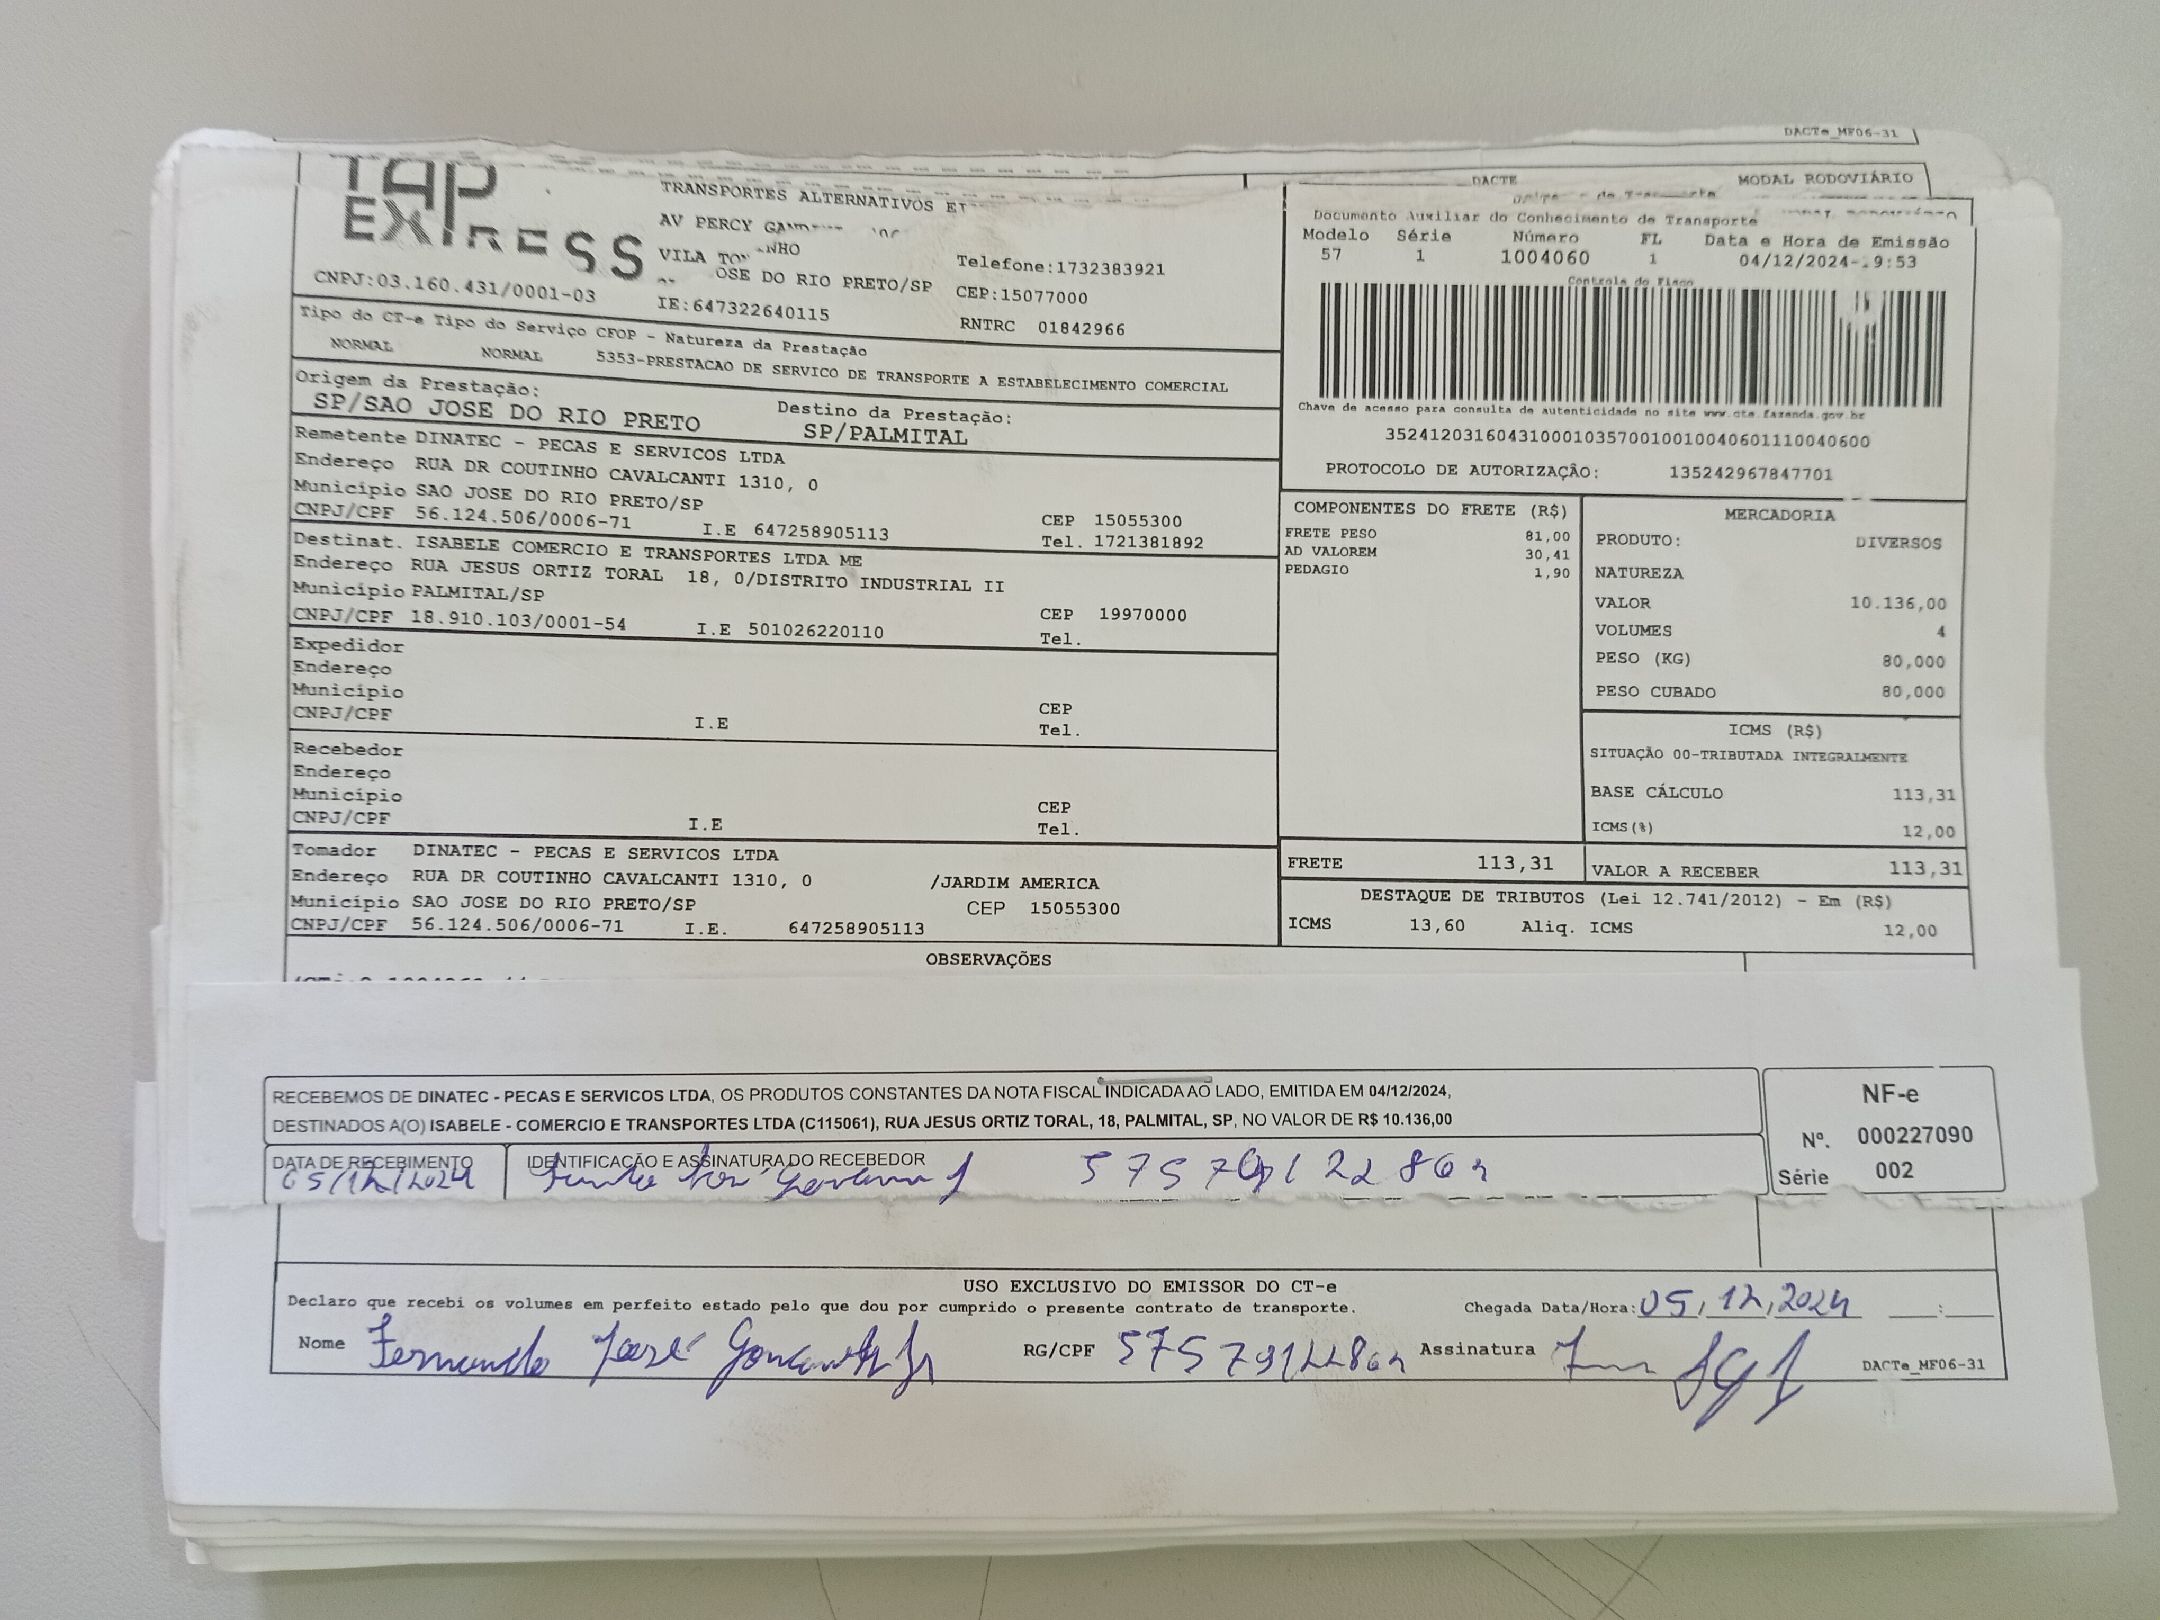 DACTe_MF06-31
TAP
EXPRESS
CNPJ:03.160.431/0001-03
TRANSPORTES ALTERNATIVOS
AV PERCY
VILA
OSE DO RIO PRETO/SP
IE:647322640115
Telefone:1732383921
CEP:15077000
RNTRC 01842966
DACTE MODAL RODOVIÁRIO
Documento Auxiliar do Conhecimento de Transporte
Modelo Série Número FL Data e Hora de Emissão
57 1 1004060 1 04/12/2024- 9:53
Controle do Fisco
Chave de acesso para consulta de autenticidade no site www.cte.fazenda.gov.br
35241203160431000103570010010040601110040600
PROTOCOLO DE AUTORIZAÇÃO: 135242967847701
Tipo do CT-e Tipo do Serviço CFOP - Natureza da Prestação
NORMAL NORMAL 5353-PRESTACAO DE SERVICO DE TRANSPORTE A ESTABELECIMENTO COMERCIAL
Origem da Prestação: Destino da Prestação:
SP/SAO JOSE DO RIO PRETO SP/PALMITAL
Remetente DINATEC - PECAS E SERVICOS LTDA
Endereço RUA DR COUTINHO CAVALCANTI 1310, 0
Município SAO JOSE DO RIO PRETO/SP CEP 15055300
CNPJ/CPF 56.124.506/0006-71 I.E 647258905113 Tel. 1721381892
Destinat. ISABELE COMERCIO E TRANSPORTES LTDA ME
Endereço RUA JESUS ORTIZ TORAL 18, 0/DISTRITO INDUSTRIAL II
Município PALMITAL/SP CEP 19970000
CNPJ/CPF 18.910.103/0001-54 I.E 501026220110 Tel.
Expedidor
Endereço
Município CEP
CNPJ/CPF I.E Tel.
Recebedor
Endereço
Município CEP
CNPJ/CPF I.E Tel.
Tomador DINATEC - PECAS E SERVICOS LTDA
Endereço RUA DR COUTINHO CAVALCANTI 1310, 0 /JARDIM AMERICA
Município SAO JOSE DO RIO PRETO/SP CEP 15055300
CNPJ/CPF 56.124.506/0006-71 I.E. 647258905113
COMPONENTES DO FRETE (R$)
FRETE PESO 81,00
AD VALOREM 30,41
PEDAGIO 1,90
MERCADORIA
PRODUTO: DIVERSOS
NATUREZA
VALOR 10.136,00
VOLUMES 4
PESO (KG) 80,000
PESO CUBADO 80,000
ICMS (R$)
SITUAÇÃO 00-TRIBUTADA INTEGRALMENTE
BASE CÁLCULO 113,31
ICMS(%) 12,00
FRETE 113,31 VALOR A RECEBER 113,31
DESTAQUE DE TRIBUTOS (Lei 12.741/2012) - Em (R$)
ICMS 13,60 Aliq. ICMS 12,00
OBSERVAÇÕES
RECEBEMOS DE DINATEC - PECAS E SERVICOS LTDA, OS PRODUTOS CONSTANTES DA NOTA FISCAL INDICADA AO LADO, EMITIDA EM 04/12/2024,
DESTINADOS A(O) ISABELE - COMERCIO E TRANSPORTES LTDA (C115061), RUA JESUS ORTIZ TORAL, 18, PALMITAL, SP, NO VALOR DE R$ 10.136,00
NF-e
Nº. 000227090
Série 002
DATA DE RECEBIMENTO IDENTIFICAÇÃO E ASSINATURA DO RECEBEDOR
05/12/2024
USO EXCLUSIVO DO EMISSOR DO CT-e
Declaro que recebi os volumes em perfeito estado pelo que dou por cumprido o presente contrato de transporte. Chegada Data/Hora: 05/12/2024 __:__
Nome Fernando José RG/CPF Assinatura
DACTe_MF06-31